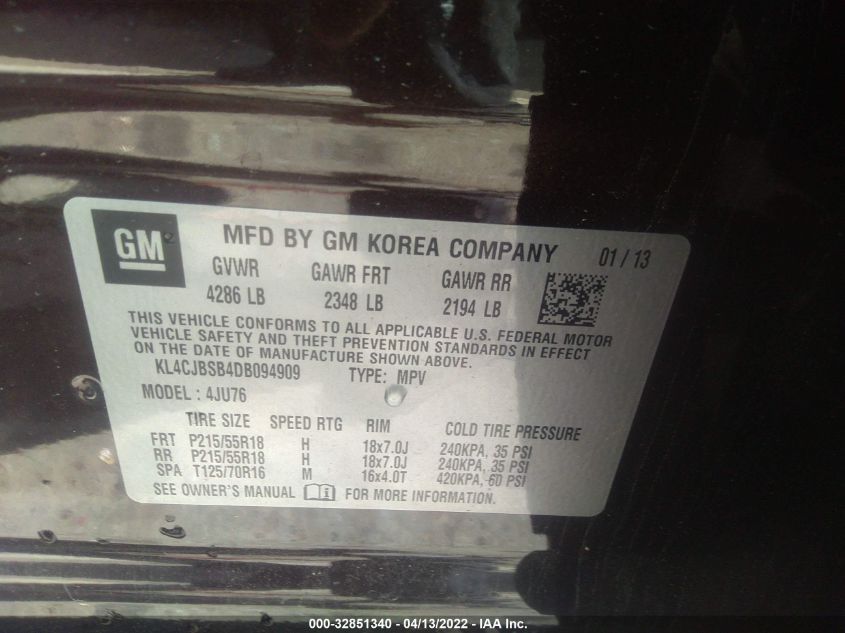 GM
MFD BY GM KOREA COMPANY 01 / 13
GVWR GAWR FRT GAWR RR
4286 LB 2348 LB 2194 LB
THIS VEHICLE CONFORMS TO ALL APPLICABLE U.S. FEDERAL MOTOR
VEHICLE SAFETY AND THEFT PREVENTION STANDARDS IN EFFECT
ON THE DATE OF MANUFACTURE SHOWN ABOVE.
KL4CJBSB4DB094909 TYPE: MPV
MODEL: 4JU76
TIRE SIZE SPEED RTG RIM COLD TIRE PRESSURE
FRT P215/55R18 H 18x7.0J 240KPA, 35 PSI
RR P215/55R18 H 18x7.0J 240KPA, 35 PSI
SPA T125/70R16 M 16x4.0T 420KPA, 60 PSI
SEE OWNER'S MANUAL FOR MORE INFORMATION.
000-32851340 - 04/13/2022 - IAA Inc.